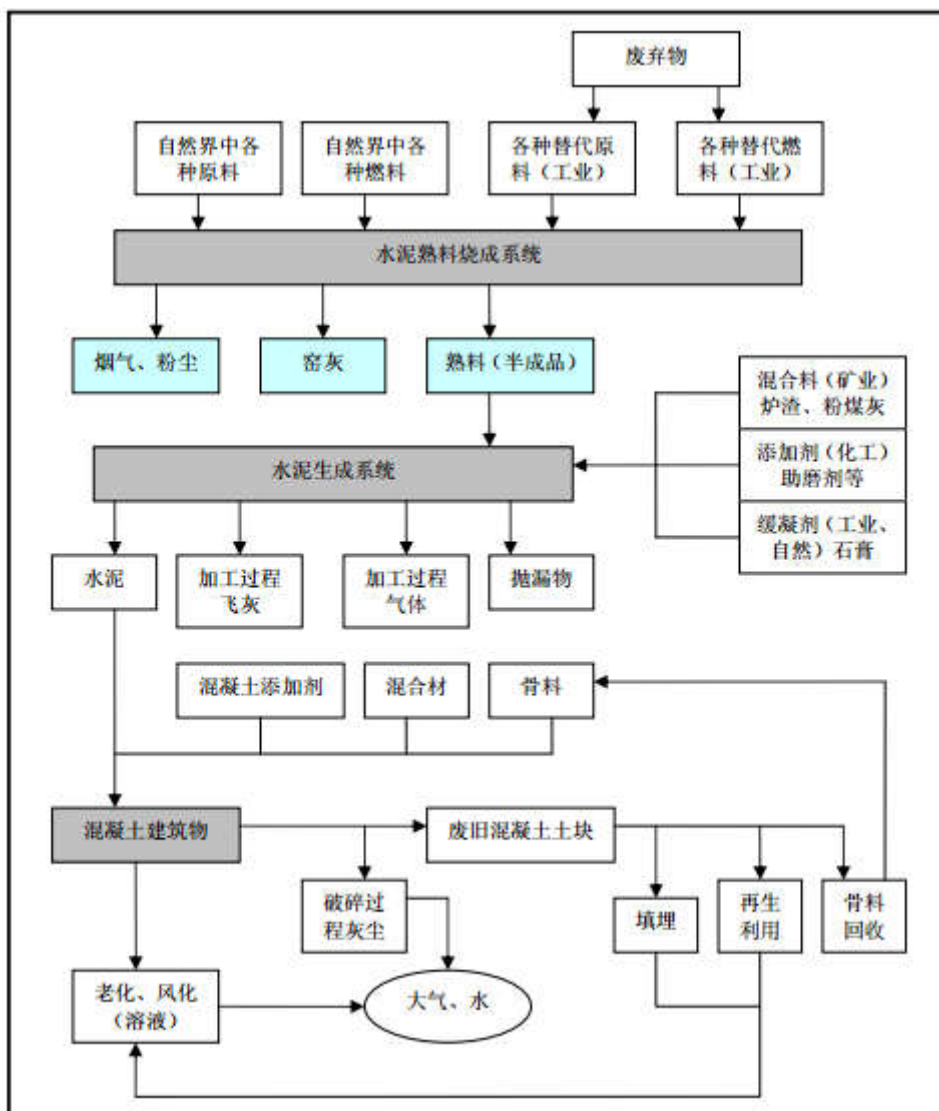 废弃物
自然界中各
种原料
自然界中各
种燃料
各种替代原
料（工业）
各种替代燃
料（工业）
水泥熟料烧成系统
烟气、粉尘
窑灰
熟料（半成品）
混合料（矿业）
炉渣、粉煤灰
添加剂（化工）
助磨剂等
缓凝剂（工业、
自然）石膏
水泥生成系统
水泥
加工过程
飞灰
加工过程
气体
抛漏物
混凝土添加剂
混合材
骨料
混凝土建筑物
废旧混凝土土块
破碎过
程灰尘
填埋
再生
利用
骨料
回收
老化、风化
（溶液）
大气、水